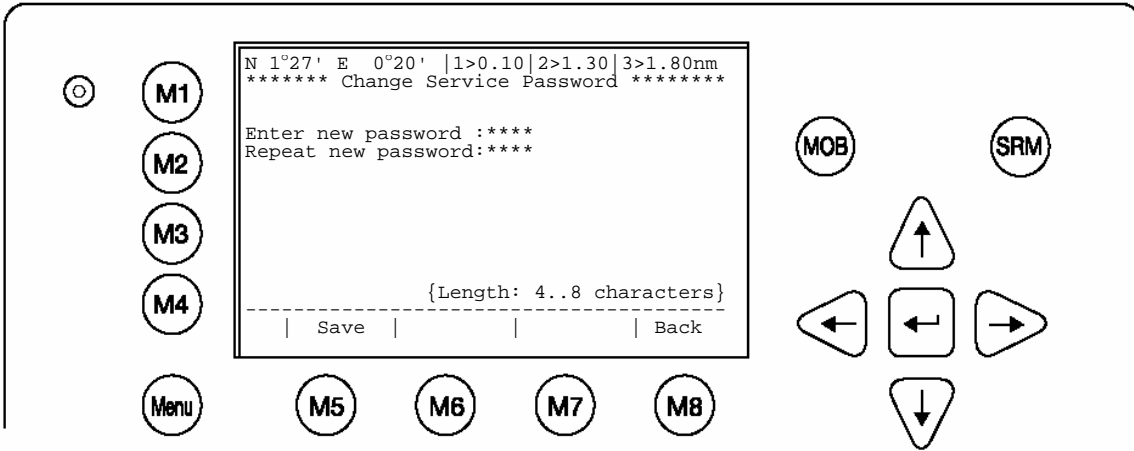 N 1°27' E  0°20' |1>0.10|2>1.30|3>1.80nm
******* Change Service Password ********
Enter new password :****
Repeat new password:****
{Length: 4..8 characters}
----------------------------------------
| Save | | | Back
M1
M2
M3
M4
Menu
M5 M6 M7 M8
MOB SRM